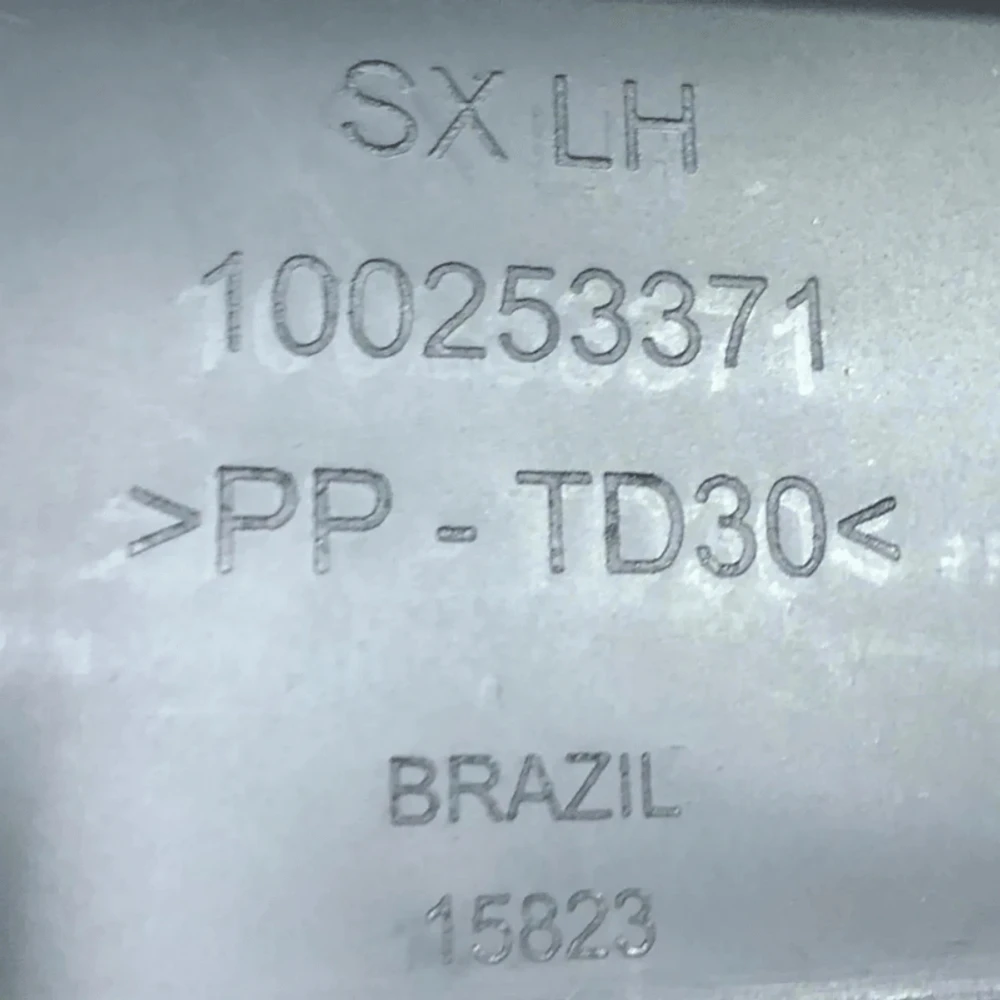 SX LH
100253371
>PP - TD30<
BRAZIL
15823